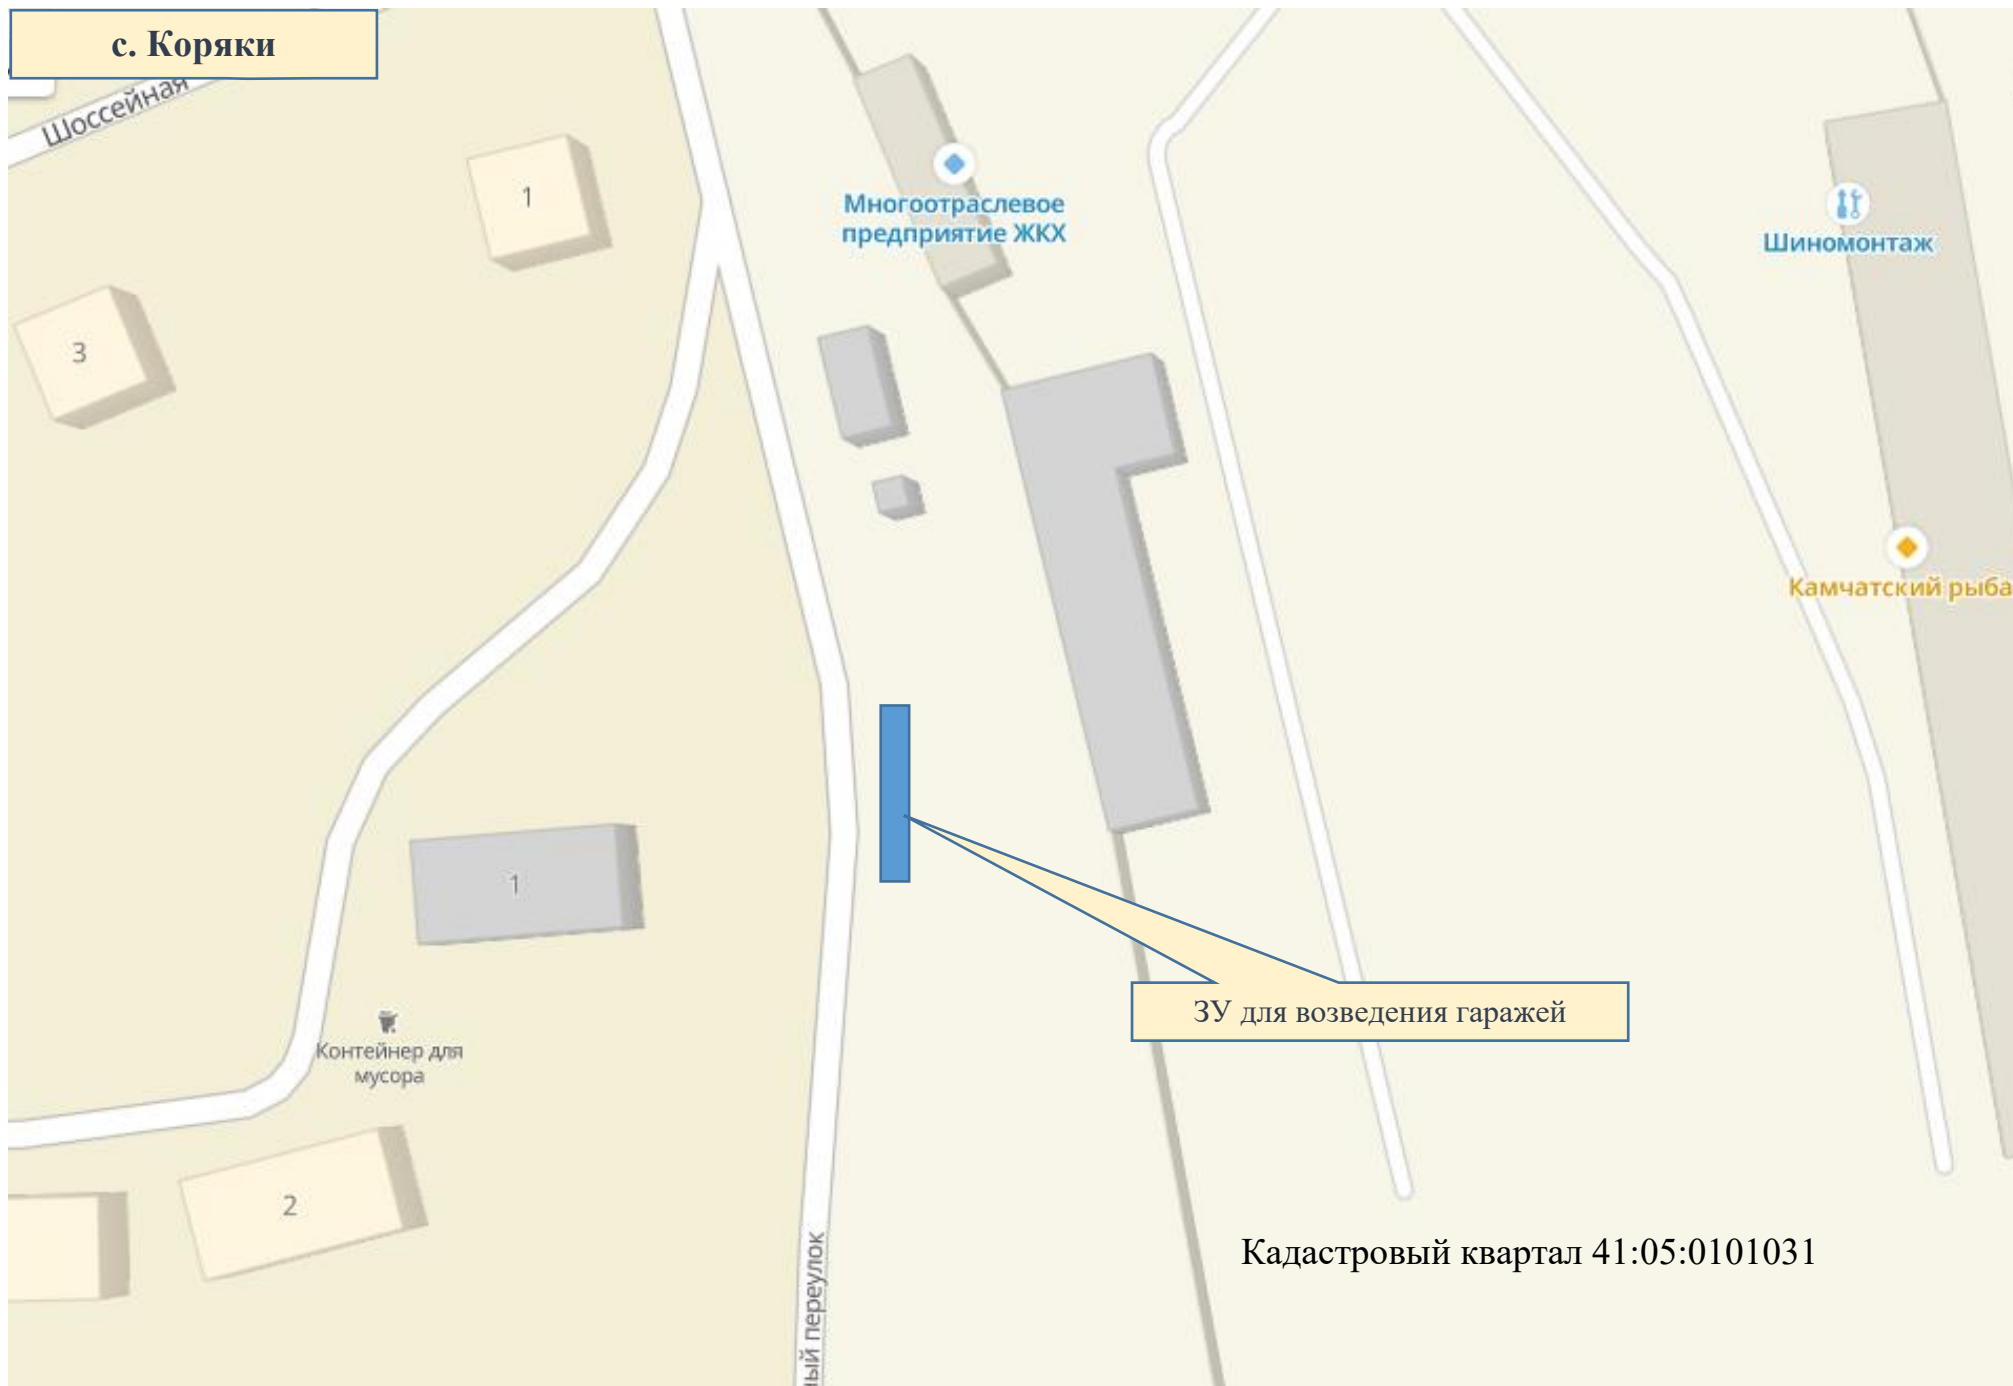 с. Коряки
Шоссейная
1
Многоотраслевое
предприятие ЖКХ
Шиномонтаж
3
Камчатский рыба
1
ЗУ для возведения гаражей
Контейнер для
мусора
2
Кадастровый квартал 41:05:0101031
ный переулок